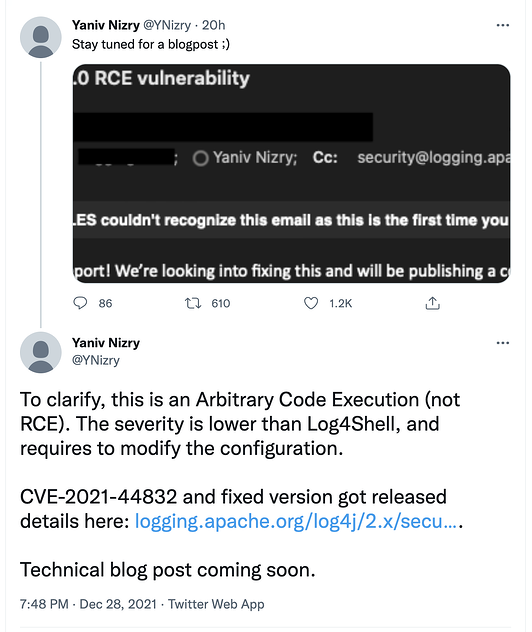 Yaniv Nizry @YNizry · 20h
Stay tuned for a blogpost ;)
.0 RCE vulnerability
; Yaniv Nizry; Cc: security@logging.apa
LES couldn't recognize this email as this is the first time you
port! We're looking into fixing this and will be publishing a c
86 610 1.2K
Yaniv Nizry
@YNizry
To clarify, this is an Arbitrary Code Execution (not
RCE). The severity is lower than Log4Shell, and
requires to modify the configuration.
CVE-2021-44832 and fixed version got released
details here: logging.apache.org/log4j/2.x/secu....
Technical blog post coming soon.
7:48 PM · Dec 28, 2021 · Twitter Web App